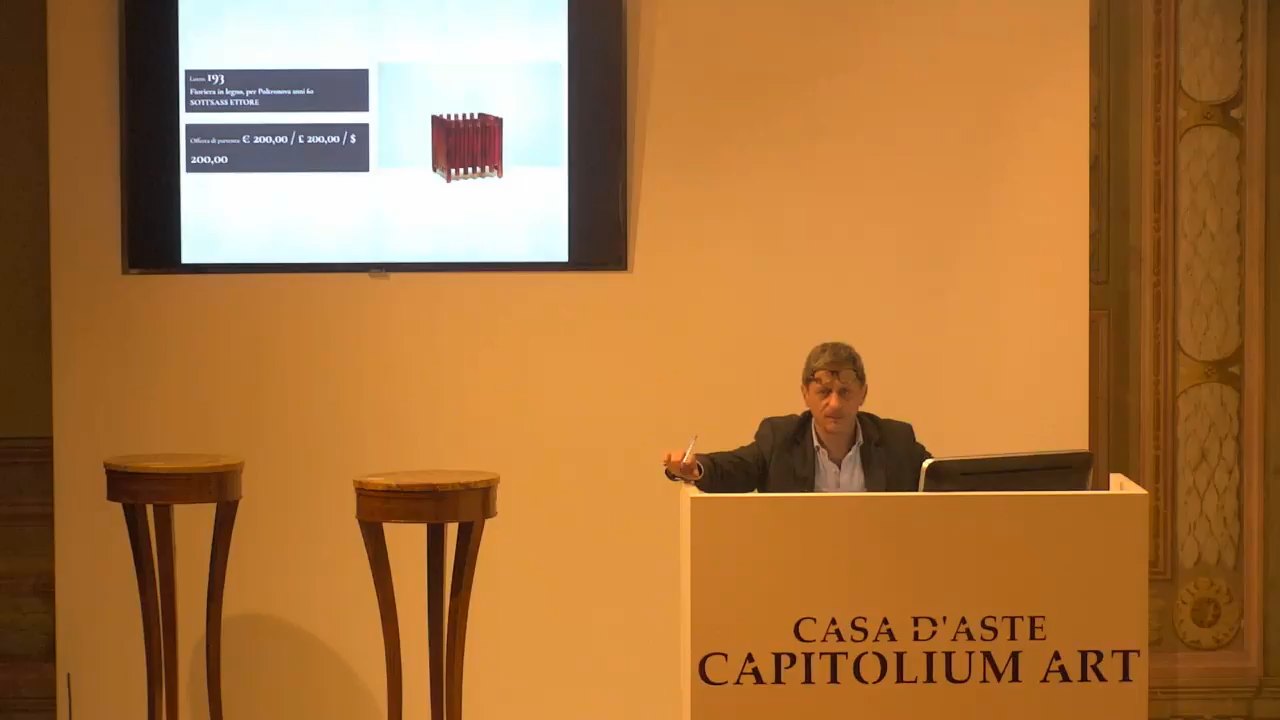 Lotto 193
Fioriera in legno, per Poltronova anni 60
SOTTSASS ETTORE
Offerta di partenza € 200,00 / £ 200,00 / $
200,00
CASA D'ASTE
CAPITOLIUM ART